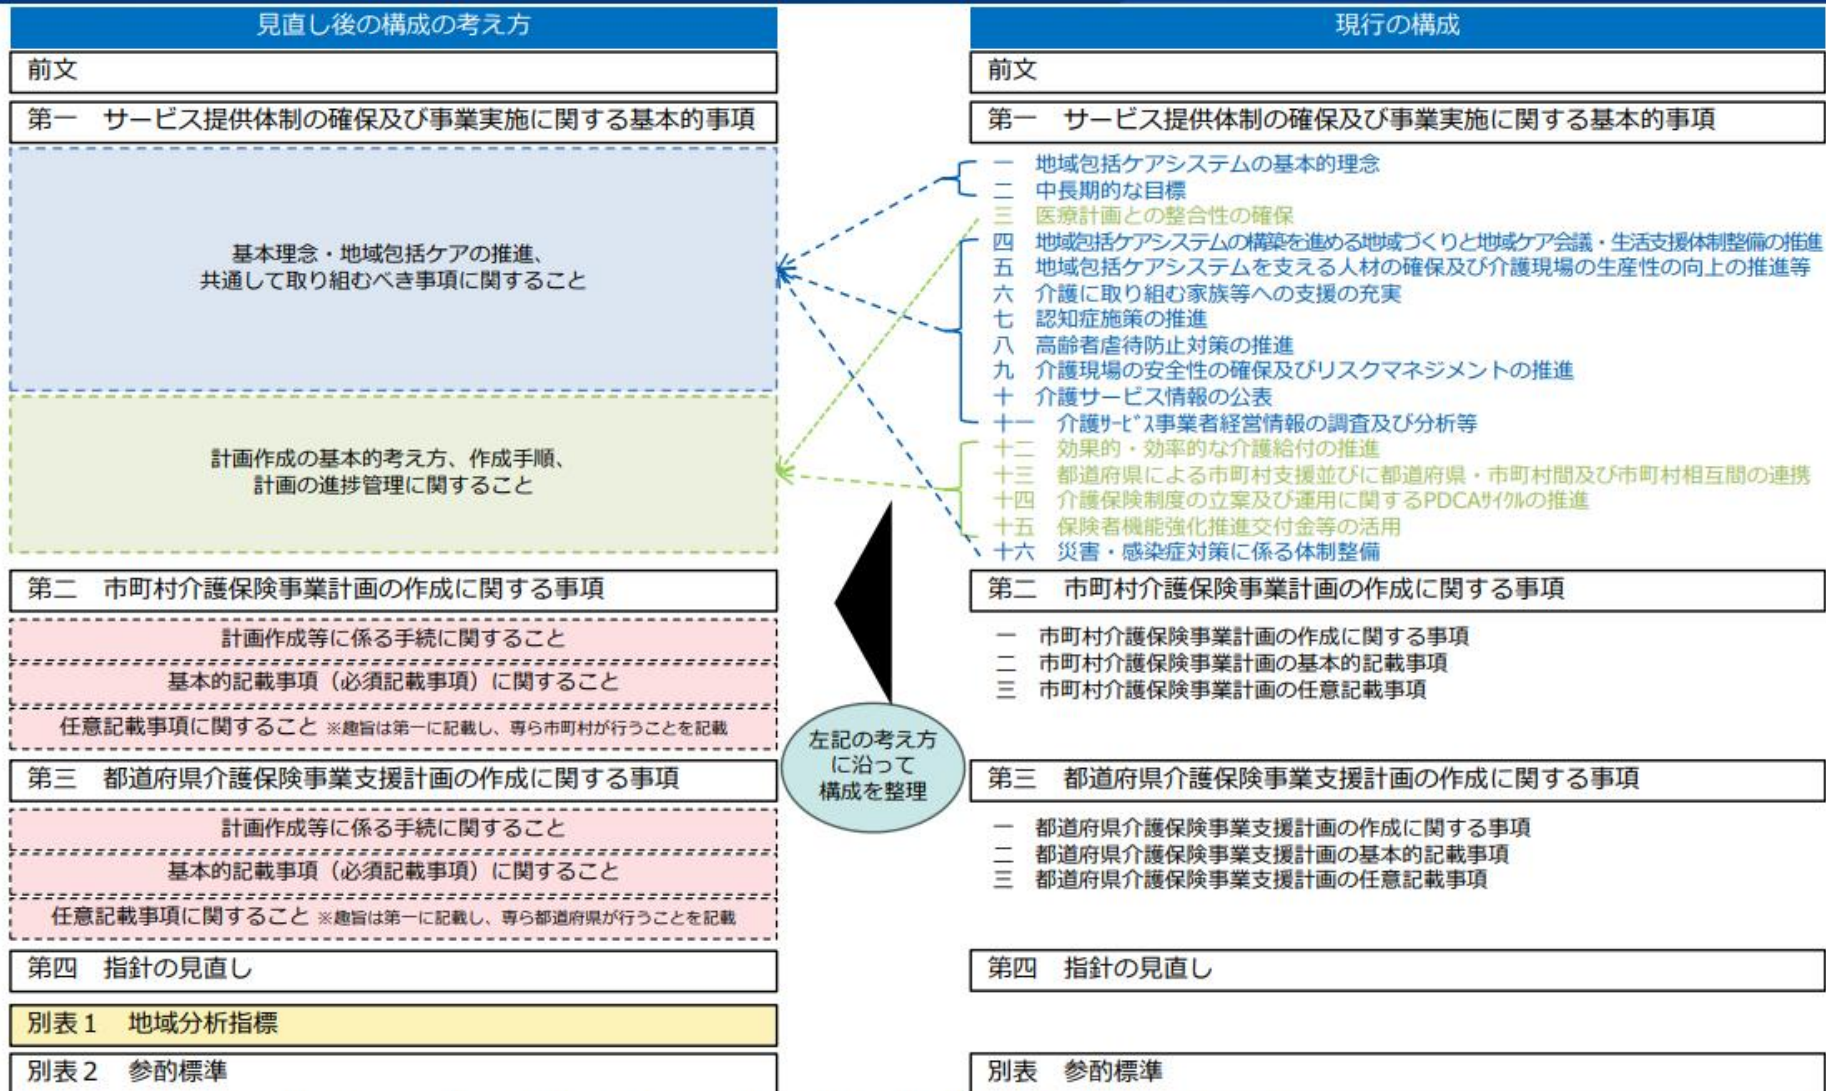 見直し後の構成の考え方
前文
第一　サービス提供体制の確保及び事業実施に関する基本的事項
基本理念・地域包括ケアの推進、
共通して取り組むべき事項に関すること
計画作成の基本的考え方、作成手順、
計画の進捗管理に関すること
第二　市町村介護保険事業計画の作成に関する事項
計画作成等に係る手続に関すること
基本的記載事項（必須記載事項）に関すること
任意記載事項に関すること ※趣旨は第一に記載し、専ら市町村が行うことを記載
第三　都道府県介護保険事業支援計画の作成に関する事項
計画作成等に係る手続に関すること
基本的記載事項（必須記載事項）に関すること
任意記載事項に関すること ※趣旨は第一に記載し、専ら都道府県が行うことを記載
第四　指針の見直し
別表１　地域分析指標
別表２　参酌標準
左記の考え方
に沿って
構成を整理
現行の構成
前文
第一　サービス提供体制の確保及び事業実施に関する基本的事項
一　地域包括ケアシステムの基本的理念
二　中長期的な目標
三　医療計画との整合性の確保
四　地域包括ケアシステムの構築を進める地域づくりと地域ケア会議・生活支援体制整備の推進
五　地域包括ケアシステムを支える人材の確保及び介護現場の生産性の向上の推進等
六　介護に取り組む家族等への支援の充実
七　認知症施策の推進
八　高齢者虐待防止対策の推進
九　介護現場の安全性の確保及びリスクマネジメントの推進
十　介護サービス情報の公表
十一　介護ｻｰﾋﾞｽ事業者経営情報の調査及び分析等
十二　効果的・効率的な介護給付の推進
十三　都道府県による市町村支援並びに都道府県・市町村間及び市町村相互間の連携
十四　介護保険制度の立案及び運用に関するPDCAｻｲｸﾙの推進
十五　保険者機能強化推進交付金等の活用
十六　災害・感染症対策に係る体制整備
第二　市町村介護保険事業計画の作成に関する事項
一　市町村介護保険事業計画の作成に関する事項
二　市町村介護保険事業計画の基本的記載事項
三　市町村介護保険事業計画の任意記載事項
第三　都道府県介護保険事業支援計画の作成に関する事項
一　都道府県介護保険事業支援計画の作成に関する事項
二　都道府県介護保険事業支援計画の基本的記載事項
三　都道府県介護保険事業支援計画の任意記載事項
第四　指針の見直し
別表　参酌標準